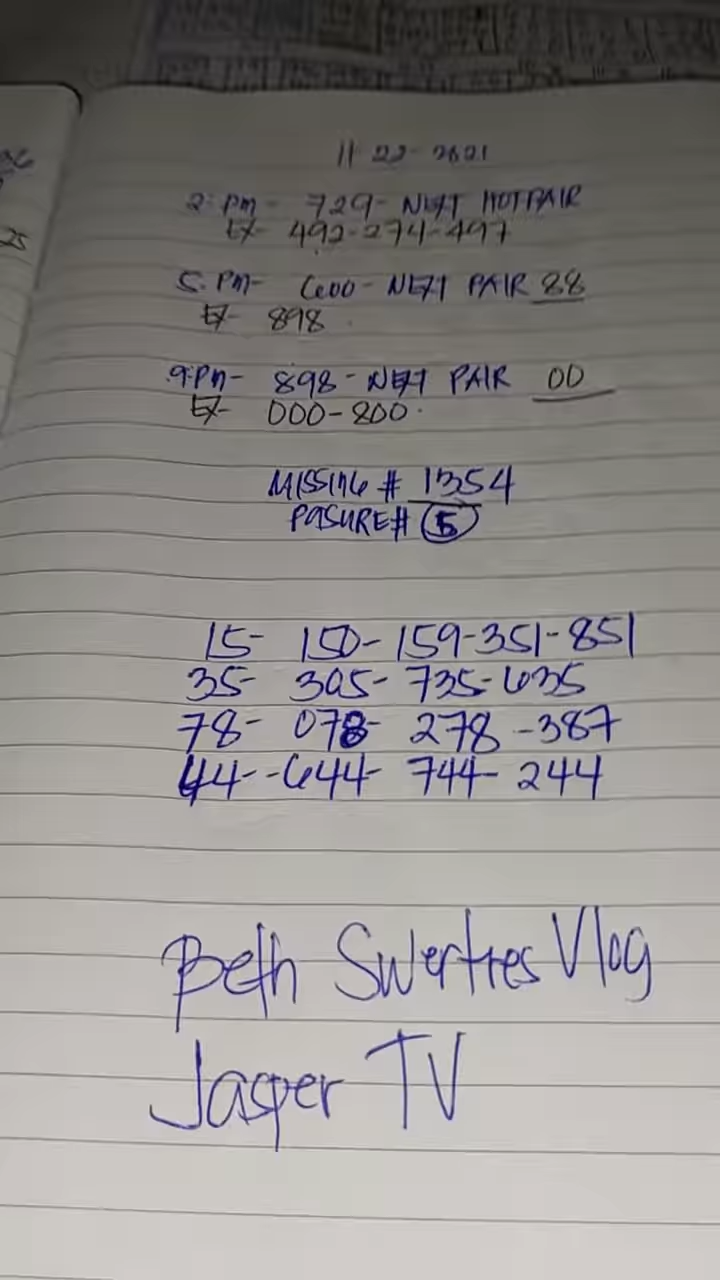 11-22-2021
2: PM- 729- NEXT HOTPAIR
EX- 492-274-497
5: PM- 600- NEXT PAIR 88
EX- 898
9:PM- 898- NEXT PAIR 00
EX- 000-800.
MISSING # 1354
PASURE# 5
15- 150- 159-351-851
35- 305- 735-635
78- 078- 278 -387
44- -644- 744- 244
Beth Swertres Vlog
Jasper TV
25